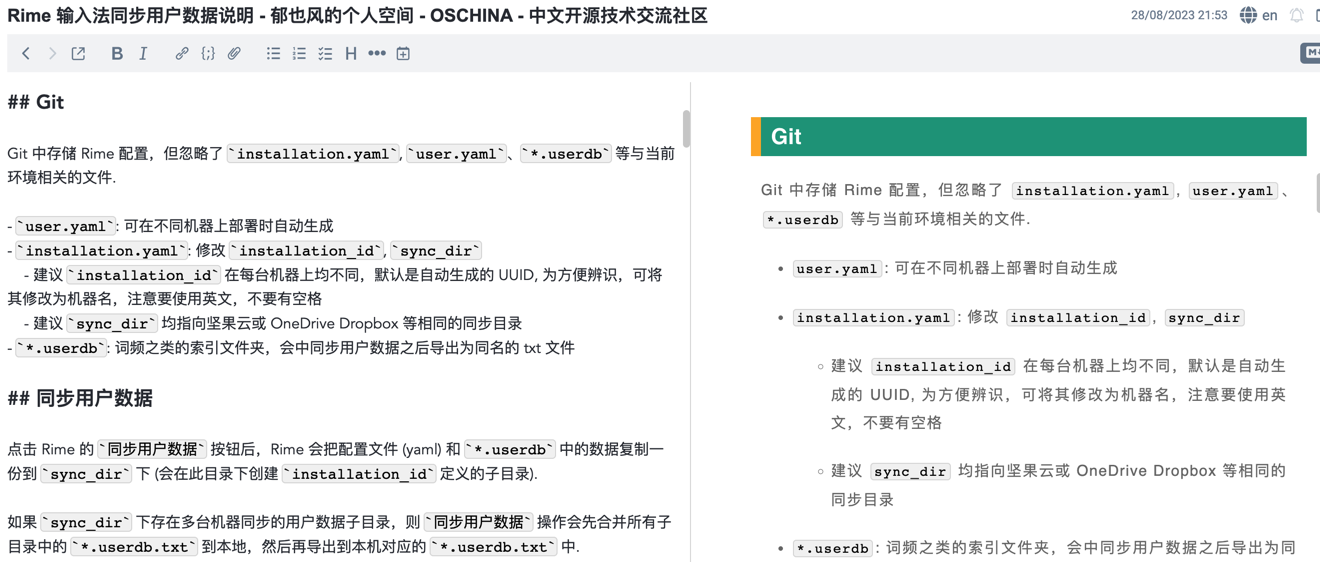 Rime 输入法同步用户数据说明 - 郁也风的个人空间 - OSCHINA - 中文开源技术交流社区
28/08/2023 21:53
en
B I {;} H •••
## Git
Git 中存储 Rime 配置，但忽略了 `installation.yaml`, `user.yaml`、`*.userdb` 等与当前
环境相关的文件.
- `user.yaml`: 可在不同机器上部署时自动生成
- `installation.yaml`: 修改 `installation_id`, `sync_dir`
- 建议 `installation_id` 在每台机器上均不同，默认是自动生成的 UUID, 为方便辨识，可将
其修改为机器名，注意要使用英文，不要有空格
- 建议 `sync_dir` 均指向坚果云或 OneDrive Dropbox 等相同的同步目录
- `*.userdb`: 词频之类的索引文件夹，会中同步用户数据之后导出为同名的 txt 文件
## 同步用户数据
点击 Rime 的 `同步用户数据` 按钮后，Rime 会把配置文件 (yaml) 和 `*.userdb` 中的数据复制一
份到 `sync_dir` 下 (会在此目录下创建 `installation_id` 定义的子目录).
如果 `sync_dir` 下存在多台机器同步的用户数据子目录，则 `同步用户数据` 操作会先合并所有子
目录中的 `*.userdb.txt` 到本地，然后再导出到本机对应的 `*.userdb.txt` 中.
Git
Git 中存储 Rime 配置，但忽略了 installation.yaml, user.yaml、
*.userdb 等与当前环境相关的文件.
• user.yaml: 可在不同机器上部署时自动生成
• installation.yaml: 修改 installation_id, sync_dir
◦ 建议 installation_id 在每台机器上均不同，默认是自动生
成的 UUID, 为方便辨识，可将其修改为机器名，注意要使用英
文，不要有空格
◦ 建议 sync_dir 均指向坚果云或 OneDrive Dropbox 等相同的
同步目录
• *.userdb: 词频之类的索引文件夹，会中同步用户数据之后导出为同